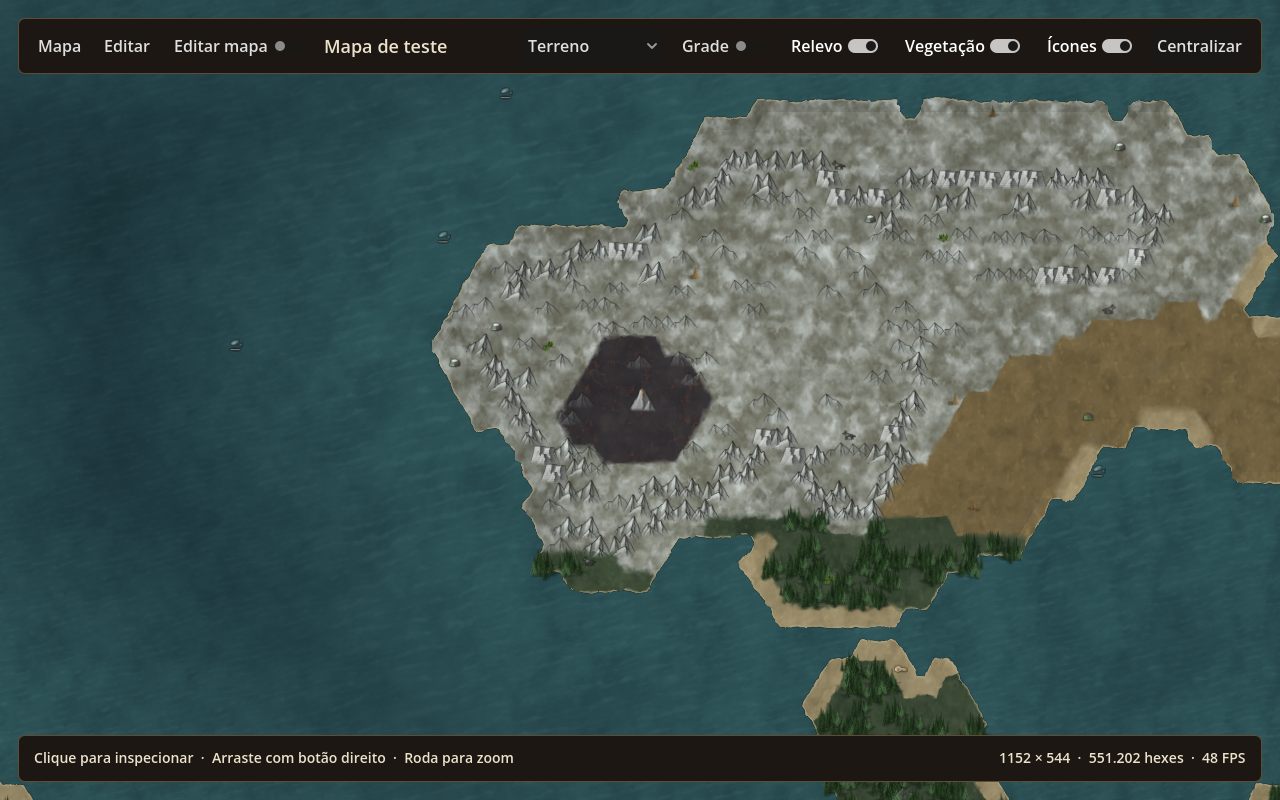 Mapa Editar Editar mapa Mapa de teste Terreno Grade Relevo Vegetação Ícones Centralizar
Clique para inspecionar · Arraste com botão direito · Roda para zoom 1152 × 544 · 551.202 hexes · 48 FPS